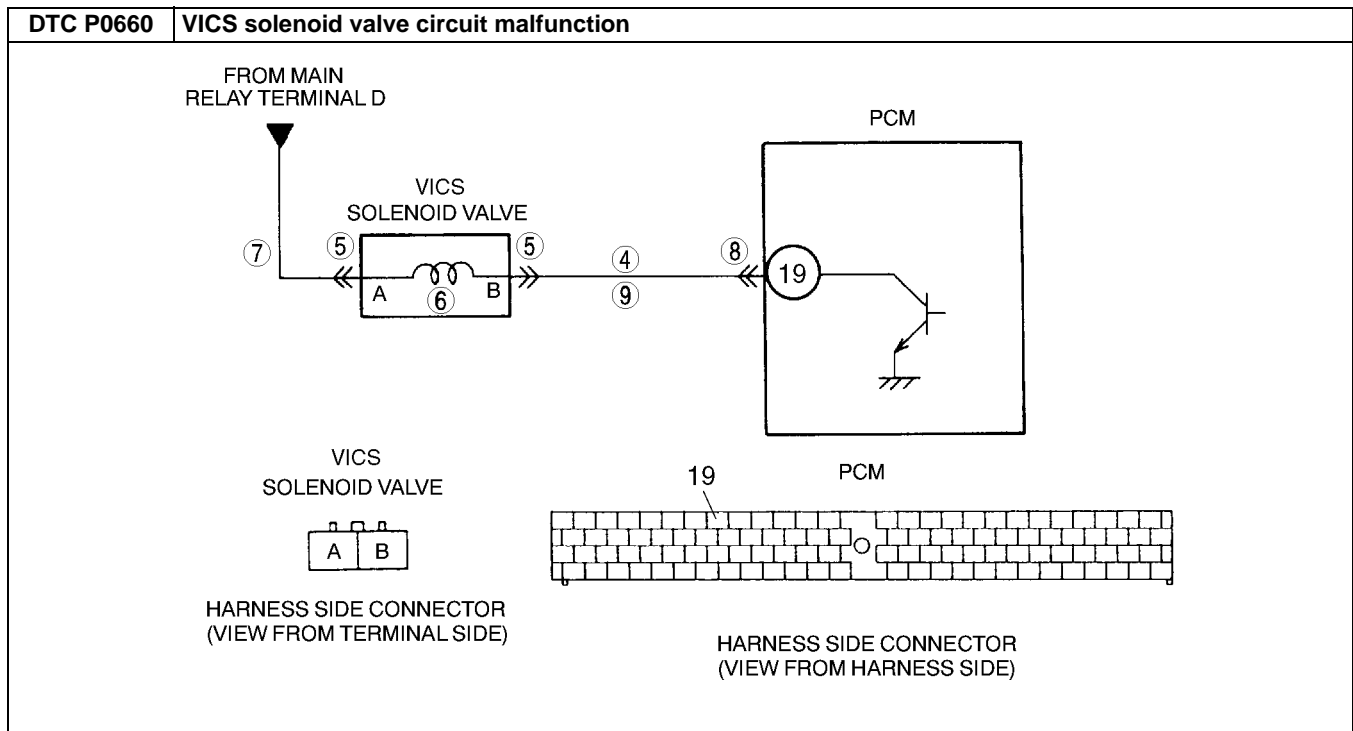 DTC P0660 VICS solenoid valve circuit malfunction
FROM MAIN
RELAY TERMINAL D
PCM
VICS
SOLENOID VALVE
⑦ ⑤ ⑤ ④ ⑧ 19
A ⑥ B ⑨
VICS
SOLENOID VALVE
19 PCM
A B
HARNESS SIDE CONNECTOR
(VIEW FROM TERMINAL SIDE)
HARNESS SIDE CONNECTOR
(VIEW FROM HARNESS SIDE)